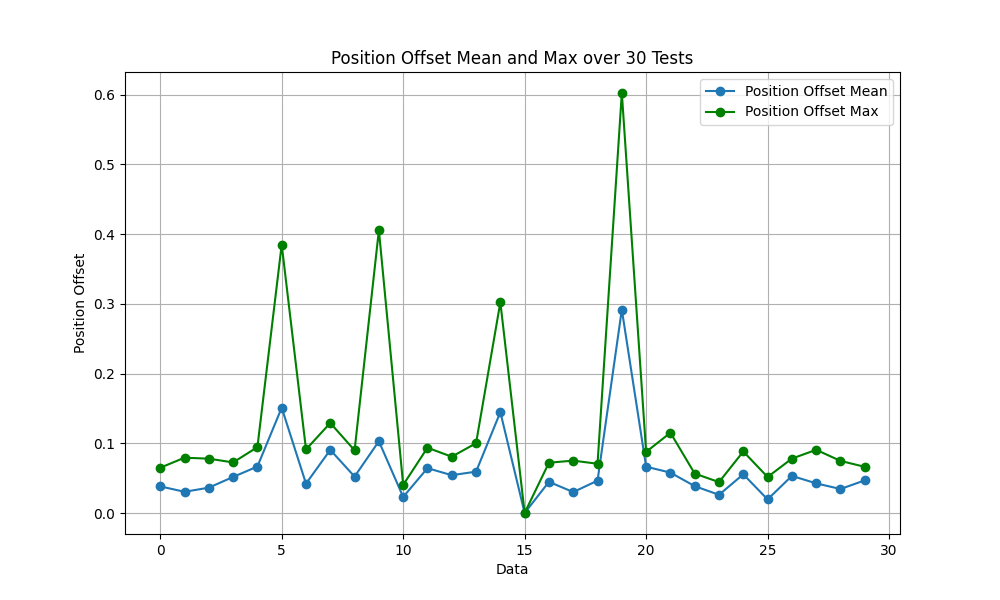 Position Offset Mean and Max over 30 Tests
Position Offset Mean
Position Offset Max
0.6
0.5
0.4
0.3
0.2
0.1
0.0
Position Offset
0 5 10 15 20 25 30
Data